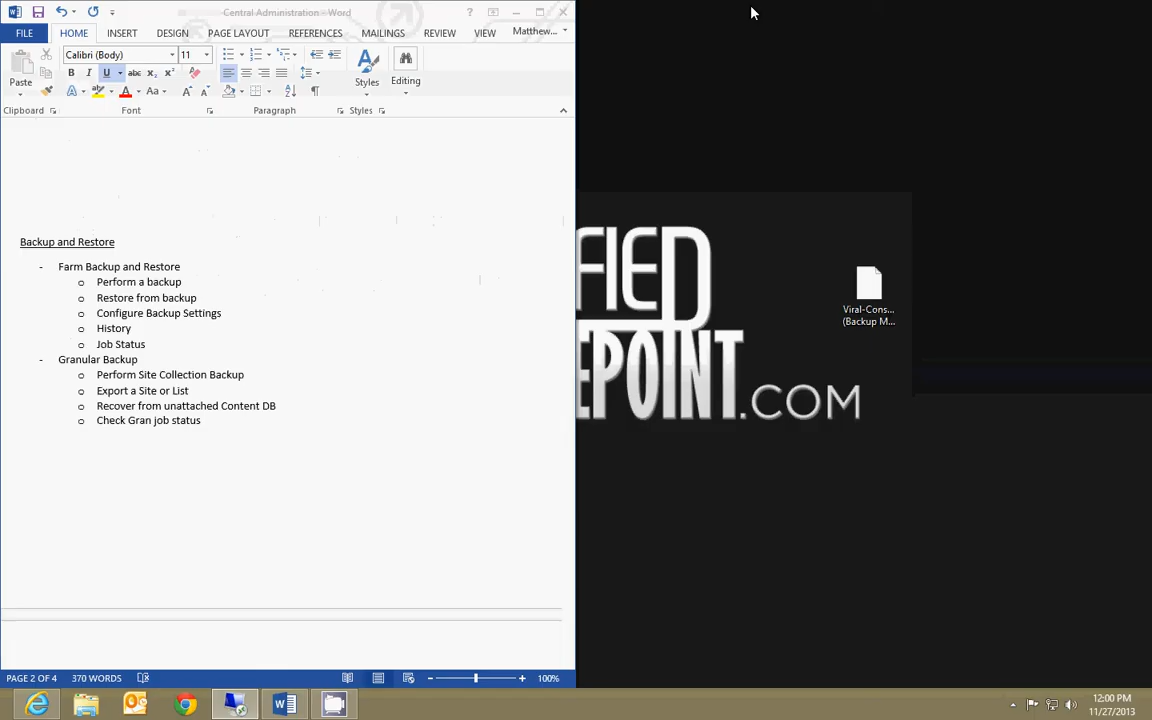 Central Administration - Word
FILE HOME INSERT DESIGN PAGE LAYOUT REFERENCES MAILINGS REVIEW VIEW Matthew...
Calibri (Body) 11
Paste
Styles
Editing
Clipboard Font Paragraph Styles
Backup and Restore
- Farm Backup and Restore
o Perform a backup
o Restore from backup
o Configure Backup Settings
o History
o Job Status
- Granular Backup
o Perform Site Collection Backup
o Export a Site or List
o Recover from unattached Content DB
o Check Gran job status
FIED
EPOINT.COM
Viral-Cons...
(Backup M...
PAGE 2 OF 4 370 WORDS 100%
12:00 PM
11/27/2013